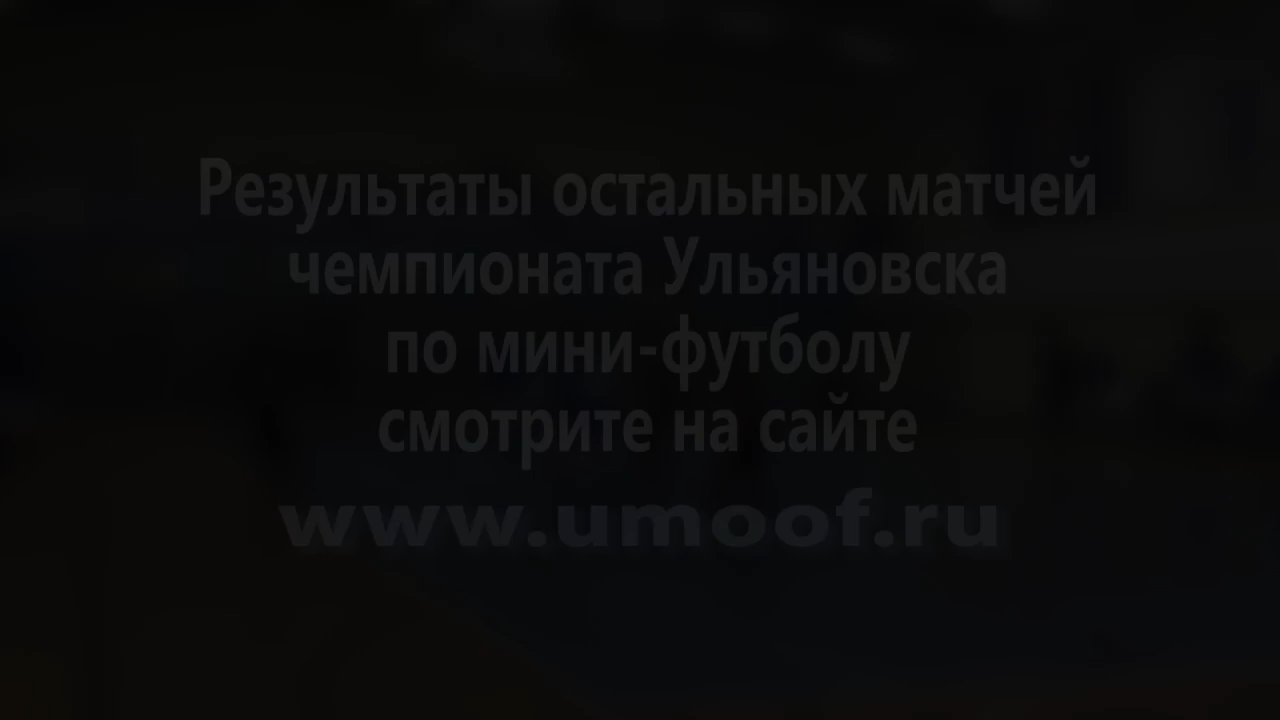 Результаты остальных матчей
чемпионата Ульяновска
по мини-футболу
смотрите на сайте
www.umoof.ru